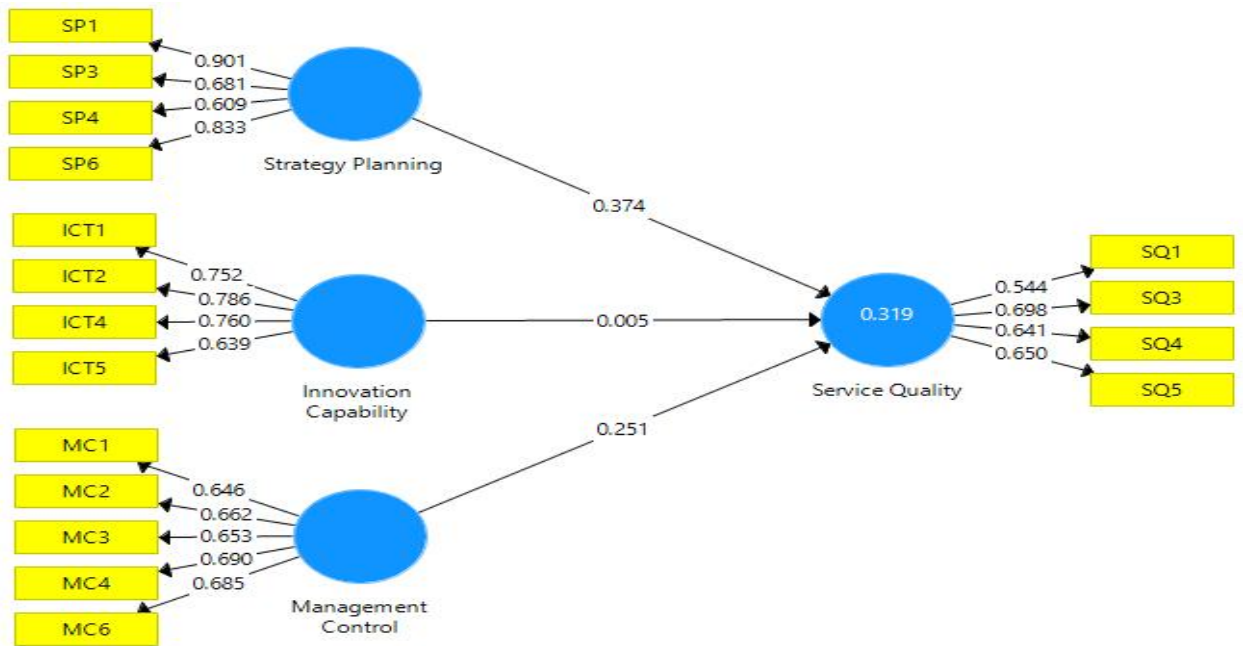 SP1
SP3
SP4
SP6
0.901
0.681
0.609
0.833
Strategy Planning
0.374
ICT1
ICT2
ICT4
ICT5
0.752
0.786
0.760
0.639
Innovation
Capability
0.005
MC1
MC2
MC3
MC4
MC6
0.646
0.662
0.653
0.690
0.685
Management
Control
0.251
0.319
Service Quality
0.544
0.698
0.641
0.650
SQ1
SQ3
SQ4
SQ5